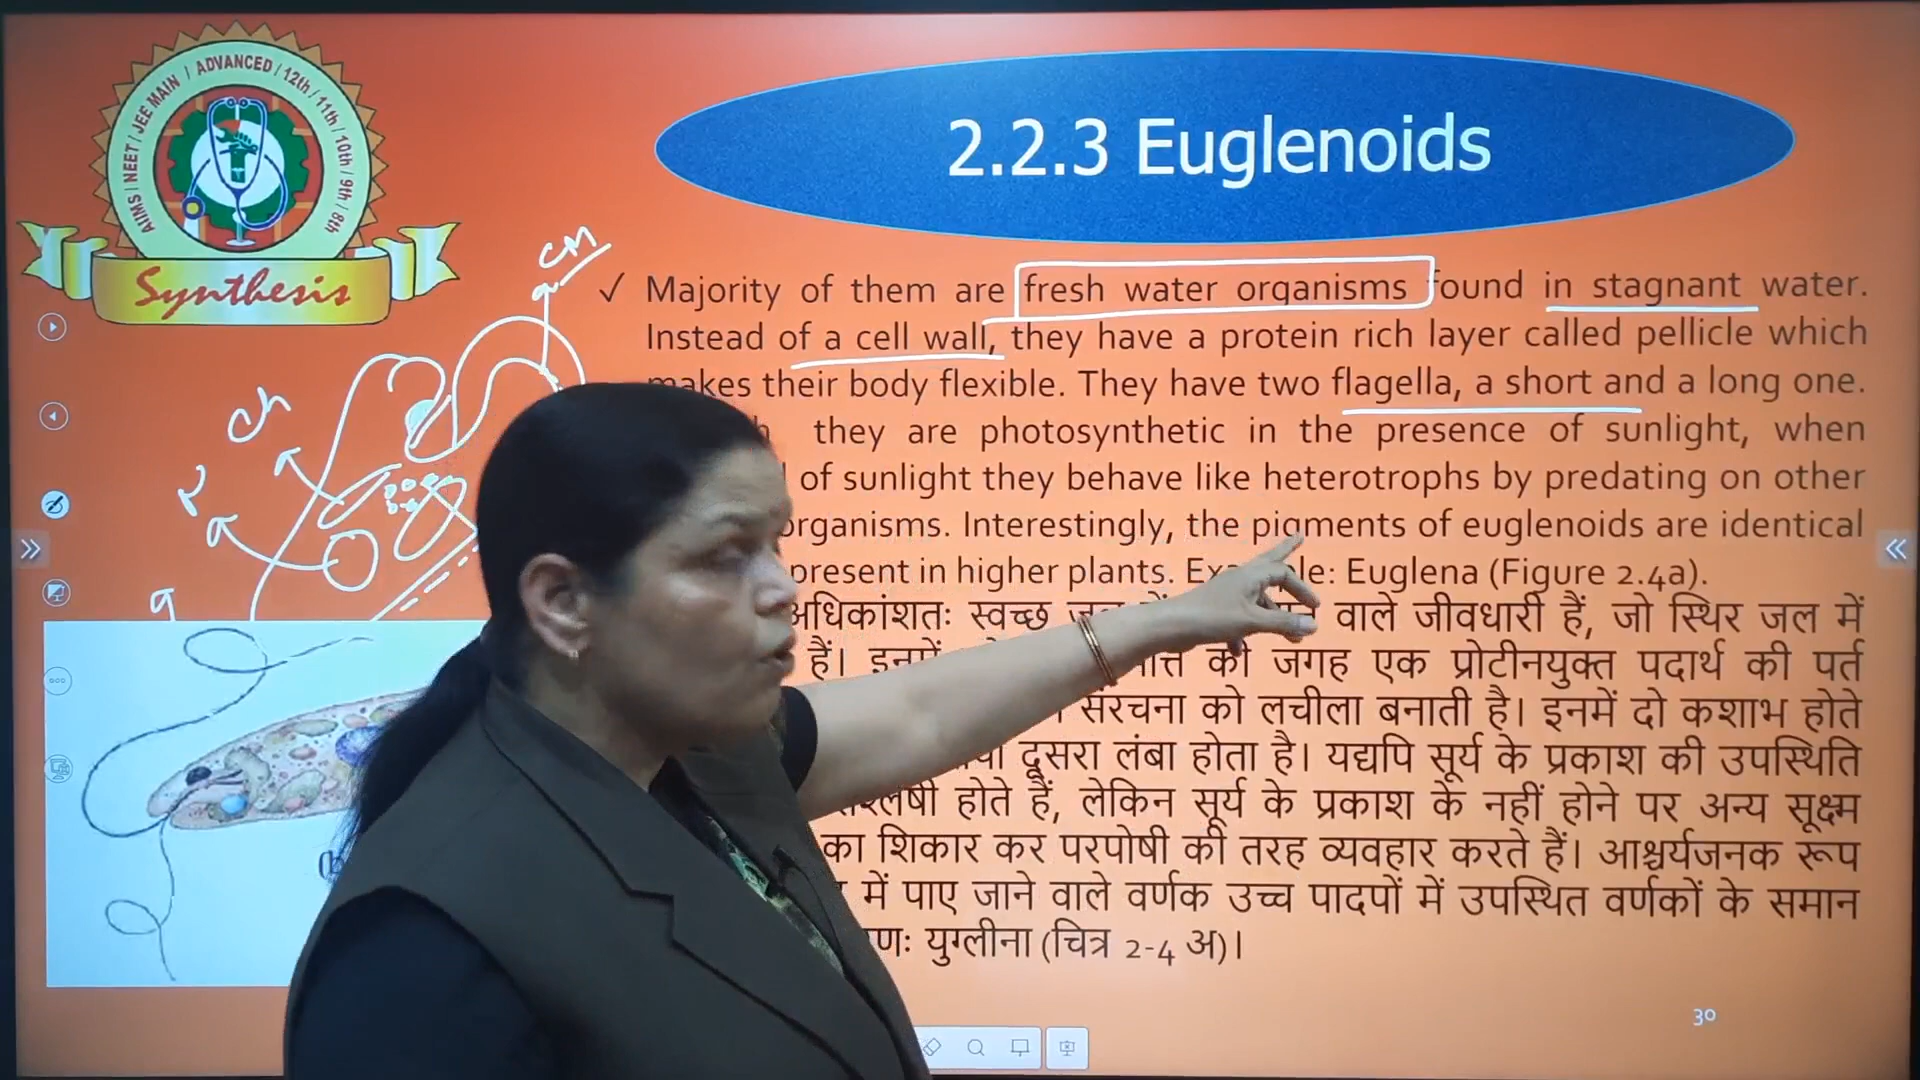 AIIMS / NEET / JEE MAIN / ADVANCED / 12th / 11th / 10th / 9th / 8th
Synthesis
2.2.3 Euglenoids
CM
✓ Majority of them are fresh water organisms found in stagnant water.
Instead of a cell wall, they have a protein rich layer called pellicle which
makes their body flexible. They have two flagella, a short and a long one.
they are photosynthetic in the presence of sunlight, when
of sunlight they behave like heterotrophs by predating on other
organisms. Interestingly, the pigments of euglenoids are identical
present in higher plants. Euglena (Figure 2.4a).
Ch
अधिकांशतः स्वच्छ वाले जीवधारी हैं, जो स्थिर जल में
हैं। की जगह एक प्रोटीनयुक्त पदार्थ की पर्त
संरचना को लचीला बनाती है। इनमें दो कशाभ होते
दूसरा लंबा होता है। यद्यपि सूर्य के प्रकाश की उपस्थिति
होते हैं, लेकिन सूर्य के प्रकाश के नहीं होने पर अन्य सूक्ष्म
का शिकार कर परपोषी की तरह व्यवहार करते हैं। आश्चर्यजनक रूप
में पाए जाने वाले वर्णक उच्च पादपों में उपस्थित वर्णकों के समान
युग्लीना (चित्र 2-4 अ)।
30